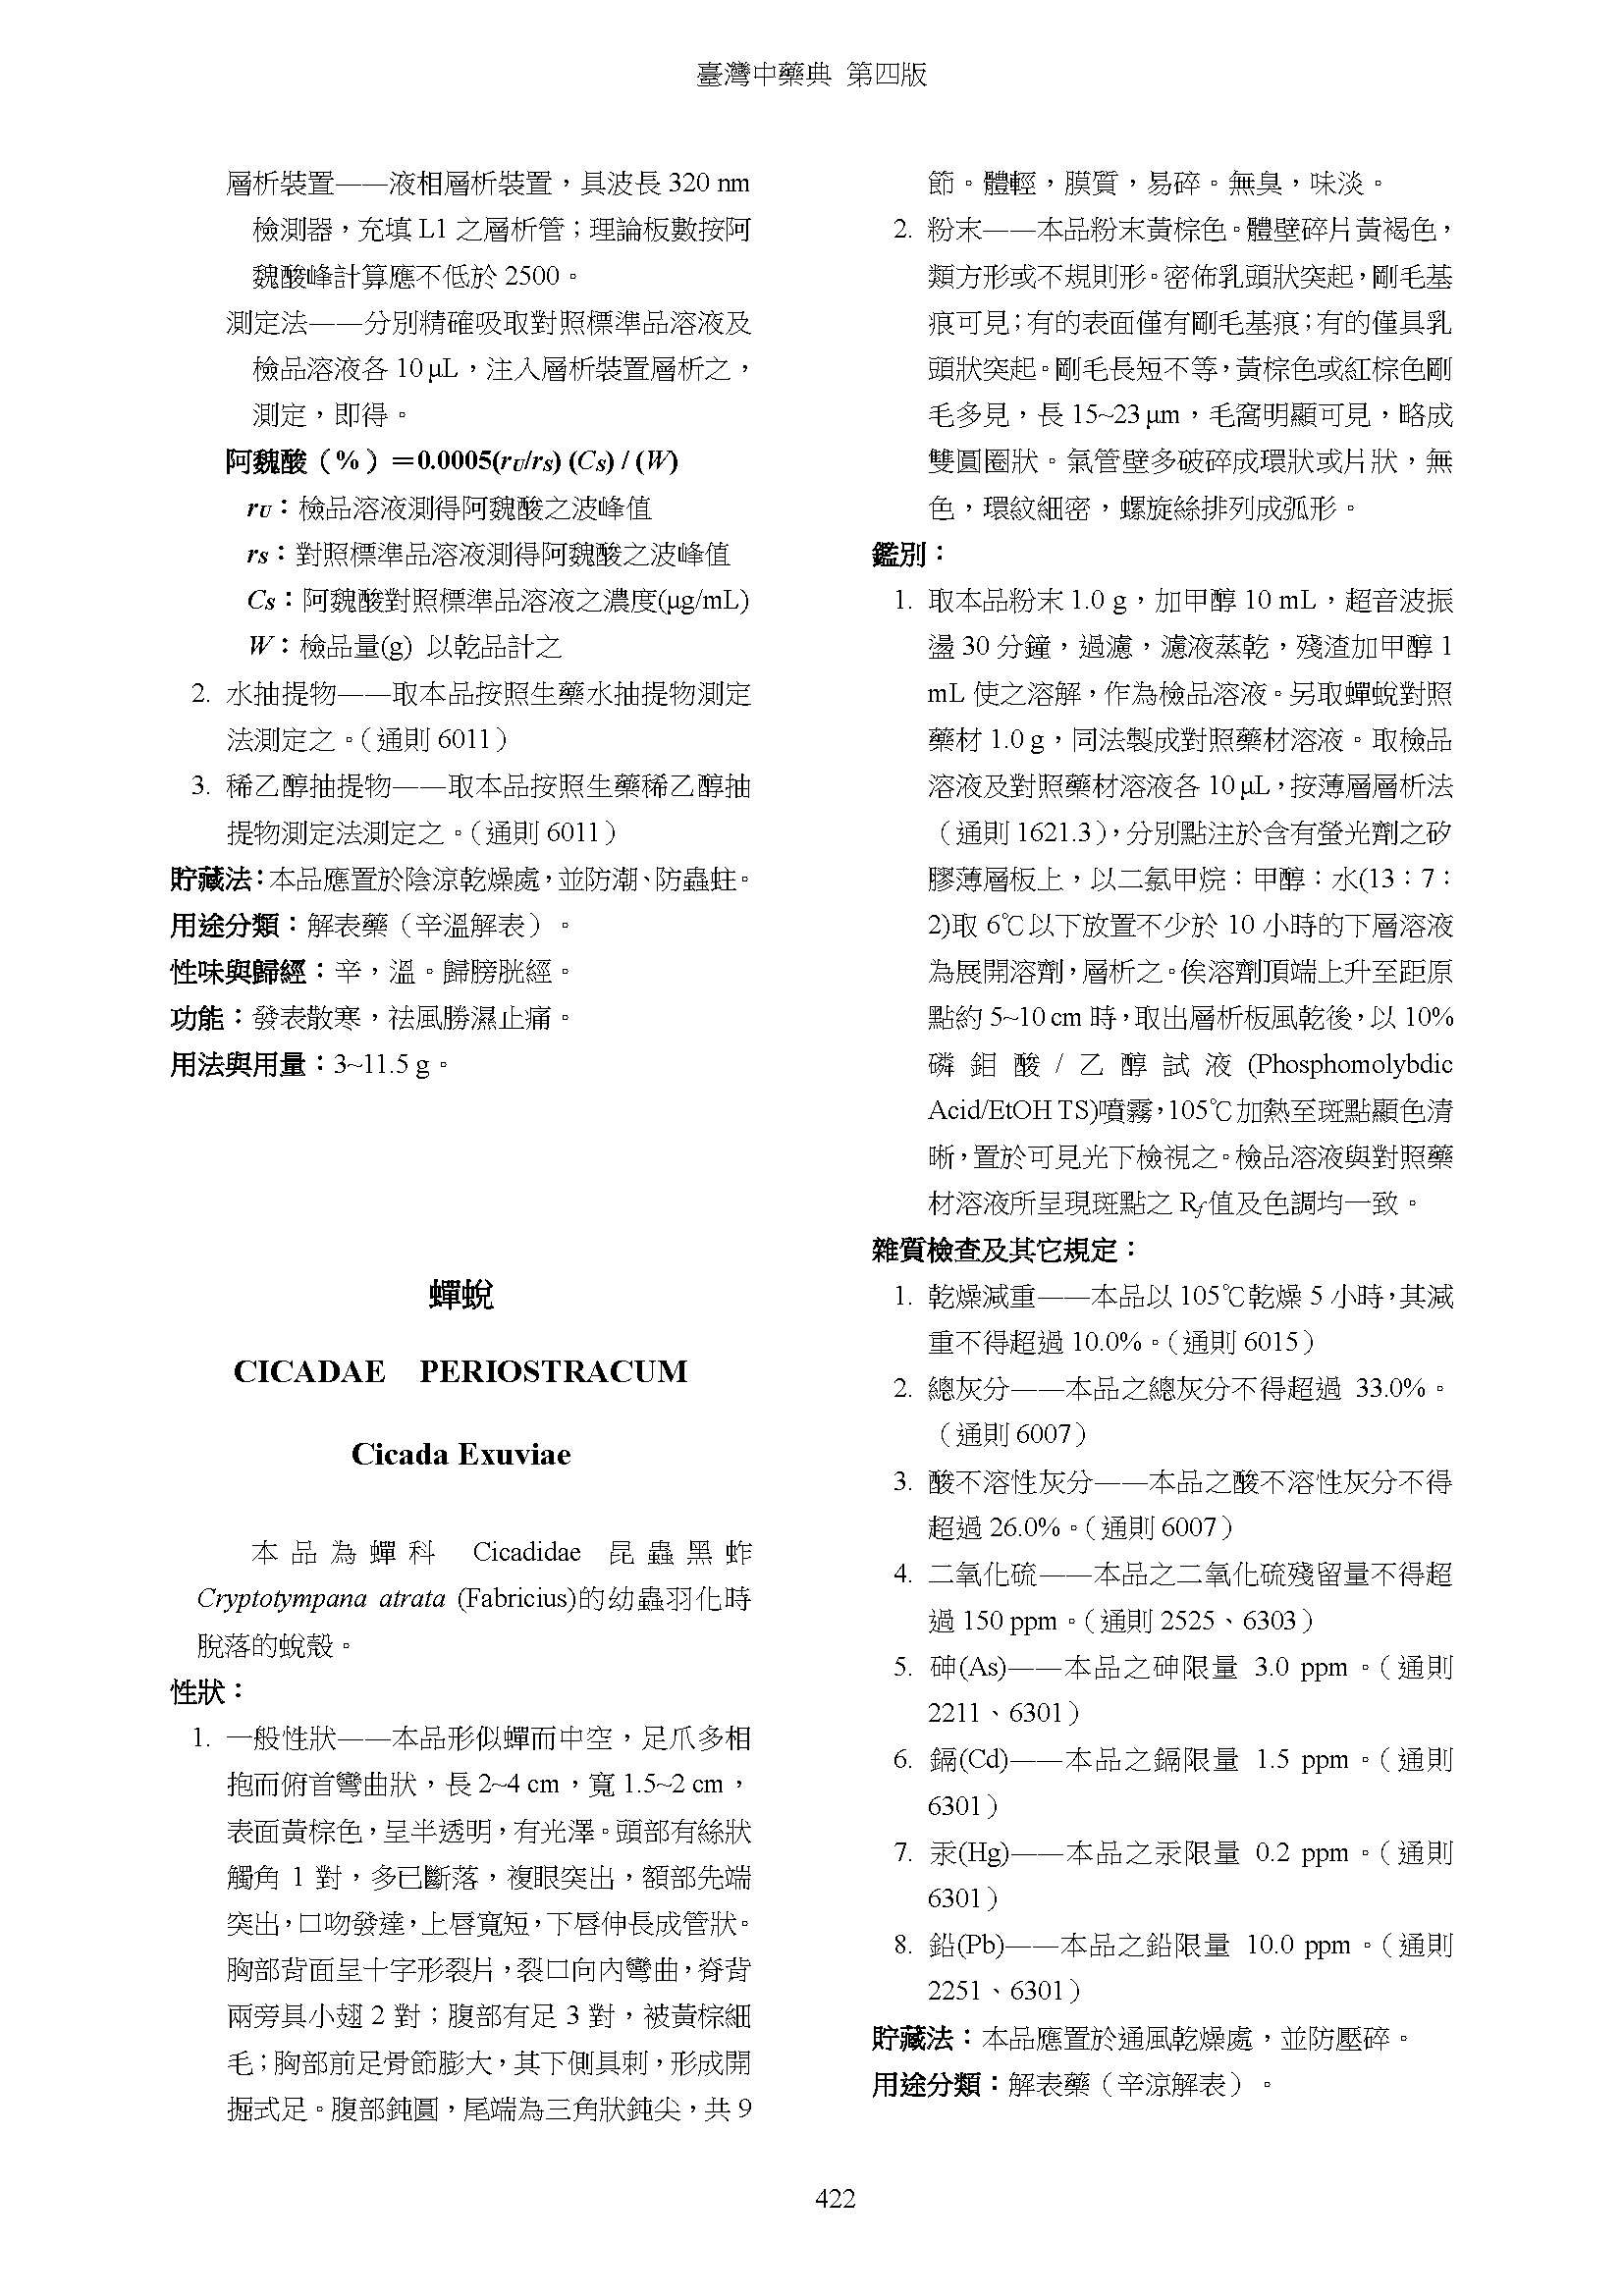 臺灣中藥典 第四版
層析裝置——液相層析裝置，具波長 320 nm
檢測器，充填 L1 之層析管；理論板數按阿
魏酸峰計算應不低於 2500。
測定法——分別精確吸取對照標準品溶液及
檢品溶液各 10 μL，注入層析裝置層析之，
測定，即得。
阿魏酸（%）＝0.0005(rU/rS) (CS) / (W)
rU：檢品溶液測得阿魏酸之波峰值
rS：對照標準品溶液測得阿魏酸之波峰值
CS：阿魏酸對照標準品溶液之濃度(μg/mL)
W：檢品量(g) 以乾品計之
2. 水抽提物——取本品按照生藥水抽提物測定
法測定之。（通則 6011）
3. 稀乙醇抽提物——取本品按照生藥稀乙醇抽
提物測定法測定之。（通則 6011）
貯藏法：本品應置於陰涼乾燥處，並防潮、防蟲蛀。
用途分類：解表藥（辛溫解表）。
性味與歸經：辛，溫。歸膀胱經。
功能：發表散寒，祛風勝濕止痛。
用法與用量：3~11.5 g。
蟬蛻
CICADAE PERIOSTRACUM
Cicada Exuviae
本品為蟬科 Cicadidae 昆蟲黑蚱
Cryptotympana atrata (Fabricius)的幼蟲羽化時
脫落的蛻殼。
性狀：
1. 一般性狀——本品形似蟬而中空，足爪多相
抱而俯首彎曲狀，長 2~4 cm，寬 1.5~2 cm，
表面黃棕色，呈半透明，有光澤。頭部有絲狀
觸角 1 對，多已斷落，複眼突出，額部先端
突出，口吻發達，上唇寬短，下唇伸長成管狀。
胸部背面呈十字形裂片，裂口向內彎曲，脊背
兩旁具小翅 2 對；腹部有足 3 對，被黃棕細
毛；胸部前足骨節膨大，其下側具刺，形成開
掘式足。腹部鈍圓，尾端為三角狀鈍尖，共 9
節。體輕，膜質，易碎。無臭，味淡。
2. 粉末——本品粉末黃棕色。體壁碎片黃褐色，
類方形或不規則形。密佈乳頭狀突起，剛毛基
痕可見；有的表面僅有剛毛基痕；有的僅具乳
頭狀突起。剛毛長短不等，黃棕色或紅棕色剛
毛多見，長 15~23 μm，毛窩明顯可見，略成
雙圓圈狀。氣管壁多破碎成環狀或片狀，無
色，環紋細密，螺旋絲排列成弧形。
鑑別：
1. 取本品粉末 1.0 g，加甲醇 10 mL，超音波振
盪 30 分鐘，過濾，濾液蒸乾，殘渣加甲醇 1
mL 使之溶解，作為檢品溶液。另取蟬蛻對照
藥材 1.0 g，同法製成對照藥材溶液。取檢品
溶液及對照藥材溶液各 10 μL，按薄層層析法
（通則 1621.3），分別點注於含有螢光劑之矽
膠薄層板上，以二氯甲烷：甲醇：水(13：7：
2)取 6℃以下放置不少於 10 小時的下層溶液
為展開溶劑，層析之。俟溶劑頂端上升至距原
點約 5~10 cm 時，取出層析板風乾後，以 10%
磷鉬酸/乙醇試液(Phosphomolybdic
Acid/EtOH TS)噴霧，105℃加熱至斑點顯色清
晰，置於可見光下檢視之。檢品溶液與對照藥
材溶液所呈現斑點之 Rf 值及色調均一致。
雜質檢查及其它規定：
1. 乾燥減重——本品以 105℃乾燥 5 小時，其減
重不得超過 10.0%。（通則 6015）
2. 總灰分——本品之總灰分不得超過 33.0%。
（通則 6007）
3. 酸不溶性灰分——本品之酸不溶性灰分不得
超過 26.0%。（通則 6007）
4. 二氧化硫——本品之二氧化硫殘留量不得超
過 150 ppm。（通則 2525、6303）
5. 砷(As)——本品之砷限量 3.0 ppm。（通則
2211、6301）
6. 鎘(Cd)——本品之鎘限量 1.5 ppm。（通則
6301）
7. 汞(Hg)——本品之汞限量 0.2 ppm。（通則
6301）
8. 鉛(Pb)——本品之鉛限量 10.0 ppm。（通則
2251、6301）
貯藏法：本品應置於通風乾燥處，並防壓碎。
用途分類：解表藥（辛涼解表）。
422